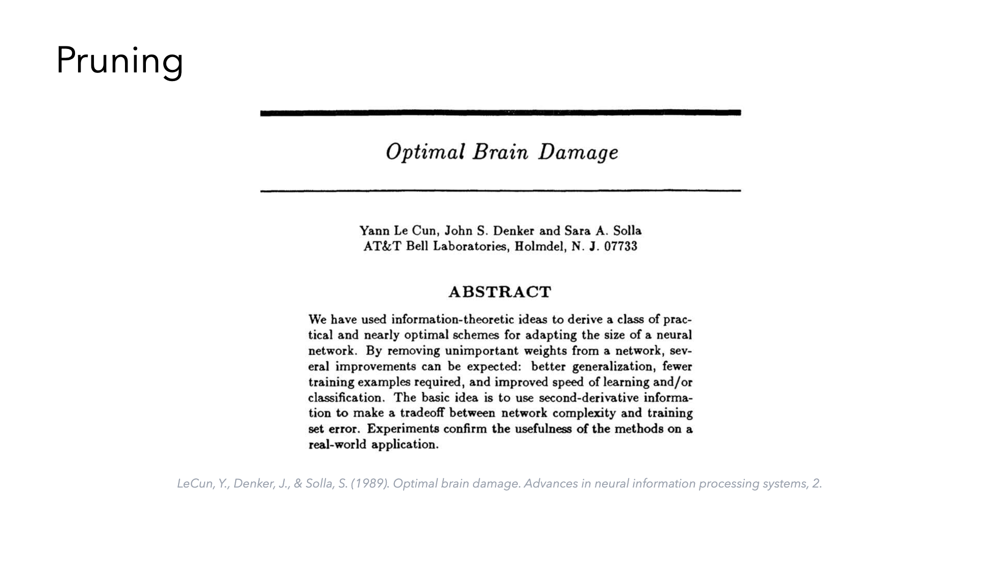 Pruning
Optimal Brain Damage
Yann Le Cun, John S. Denker and Sara A. Solla
AT&T Bell Laboratories, Holmdel, N. J. 07733
ABSTRACT
We have used information-theoretic ideas to derive a class of prac-
tical and nearly optimal schemes for adapting the size of a neural
network. By removing unimportant weights from a network, sev-
eral improvements can be expected: better generalization, fewer
training examples required, and improved speed of learning and/or
classification. The basic idea is to use second-derivative informa-
tion to make a tradeoff between network complexity and training
set error. Experiments confirm the usefulness of the methods on a
real-world application.
LeCun, Y., Denker, J., & Solla, S. (1989). Optimal brain damage. Advances in neural information processing systems, 2.